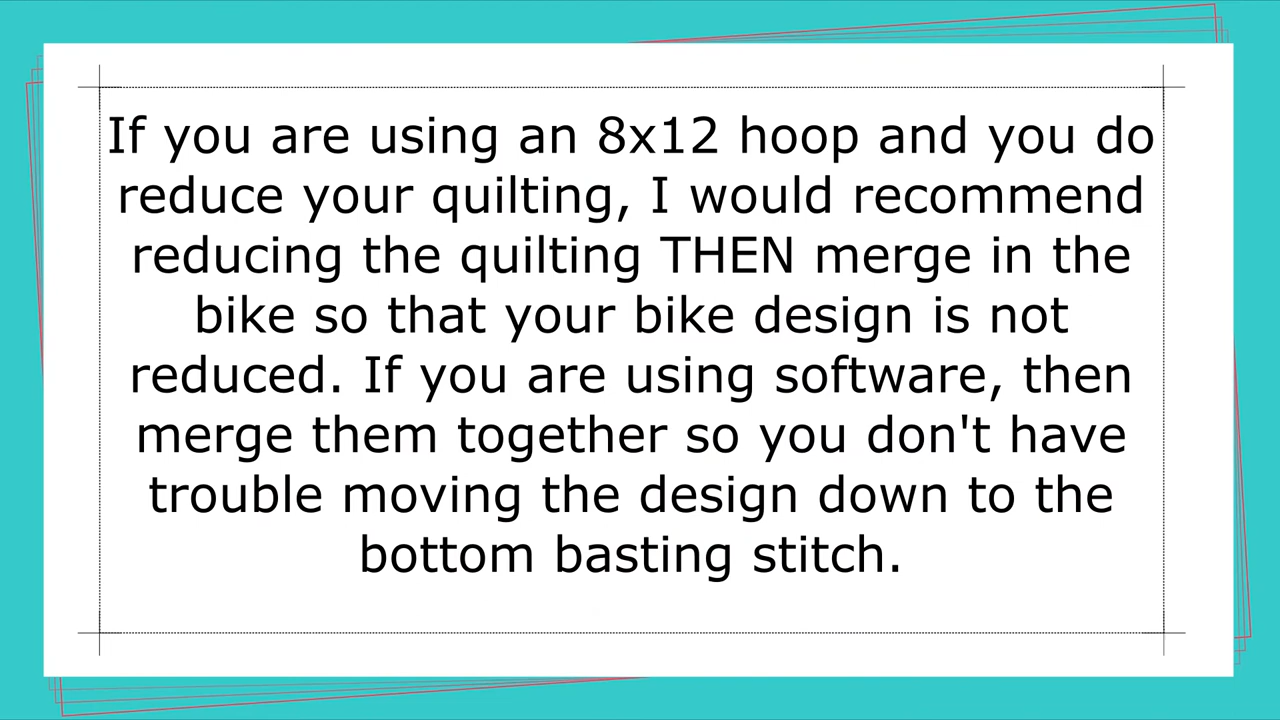 If you are using an 8x12 hoop and you do
reduce your quilting, I would recommend
reducing the quilting THEN merge in the
bike so that your bike design is not
reduced. If you are using software, then
merge them together so you don't have
trouble moving the design down to the
bottom basting stitch.